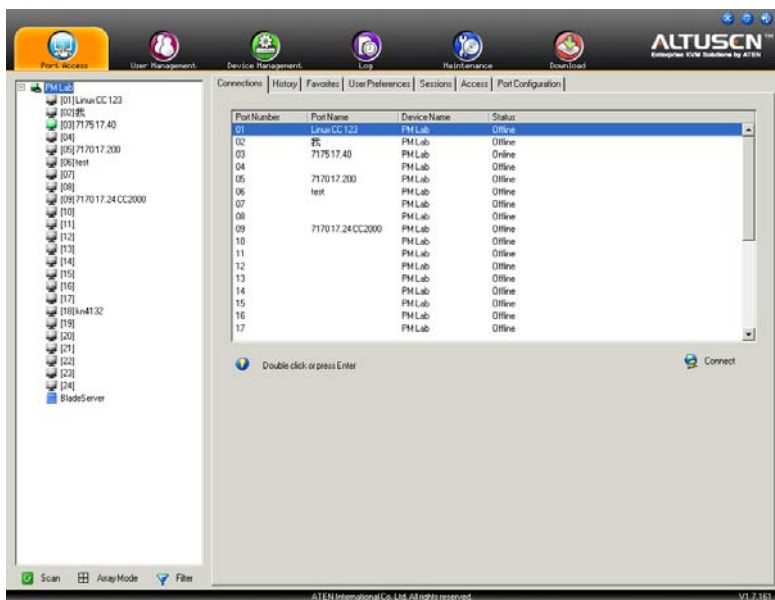 ALTUSEN™
Enterprise KVM Solutions by ATEN
Port Access
User Management
Device Management
Log
Maintenance
Download
PM Lab
[01]Linux CC 123
[02]我
[03]717517.40
[04]
[05]717017.200
[06]test
[07]
[08]
[09]717017.24 CC2000
[10]
[11]
[12]
[13]
[14]
[15]
[16]
[17]
[18]kn4132
[19]
[20]
[21]
[22]
[23]
[24]
BladeServer
Scan
Array Mode
Filter
Connections History Favorites User Preferences Sessions Access Port Configuration
Port Number Port Name Device Name Status
01 Linux CC 123 PM Lab Offline
02 我 PM Lab Offline
03 717517.40 PM Lab Online
04 PM Lab Offline
05 717017.200 PM Lab Offline
06 test PM Lab Offline
07 PM Lab Offline
08 PM Lab Offline
09 717017.24 CC2000 PM Lab Offline
10 PM Lab Offline
11 PM Lab Offline
12 PM Lab Offline
13 PM Lab Offline
14 PM Lab Offline
15 PM Lab Offline
16 PM Lab Offline
17 PM Lab Offline
Double click or press Enter
Connect
ATEN International Co., Ltd. All rights reserved.
V1.7.161